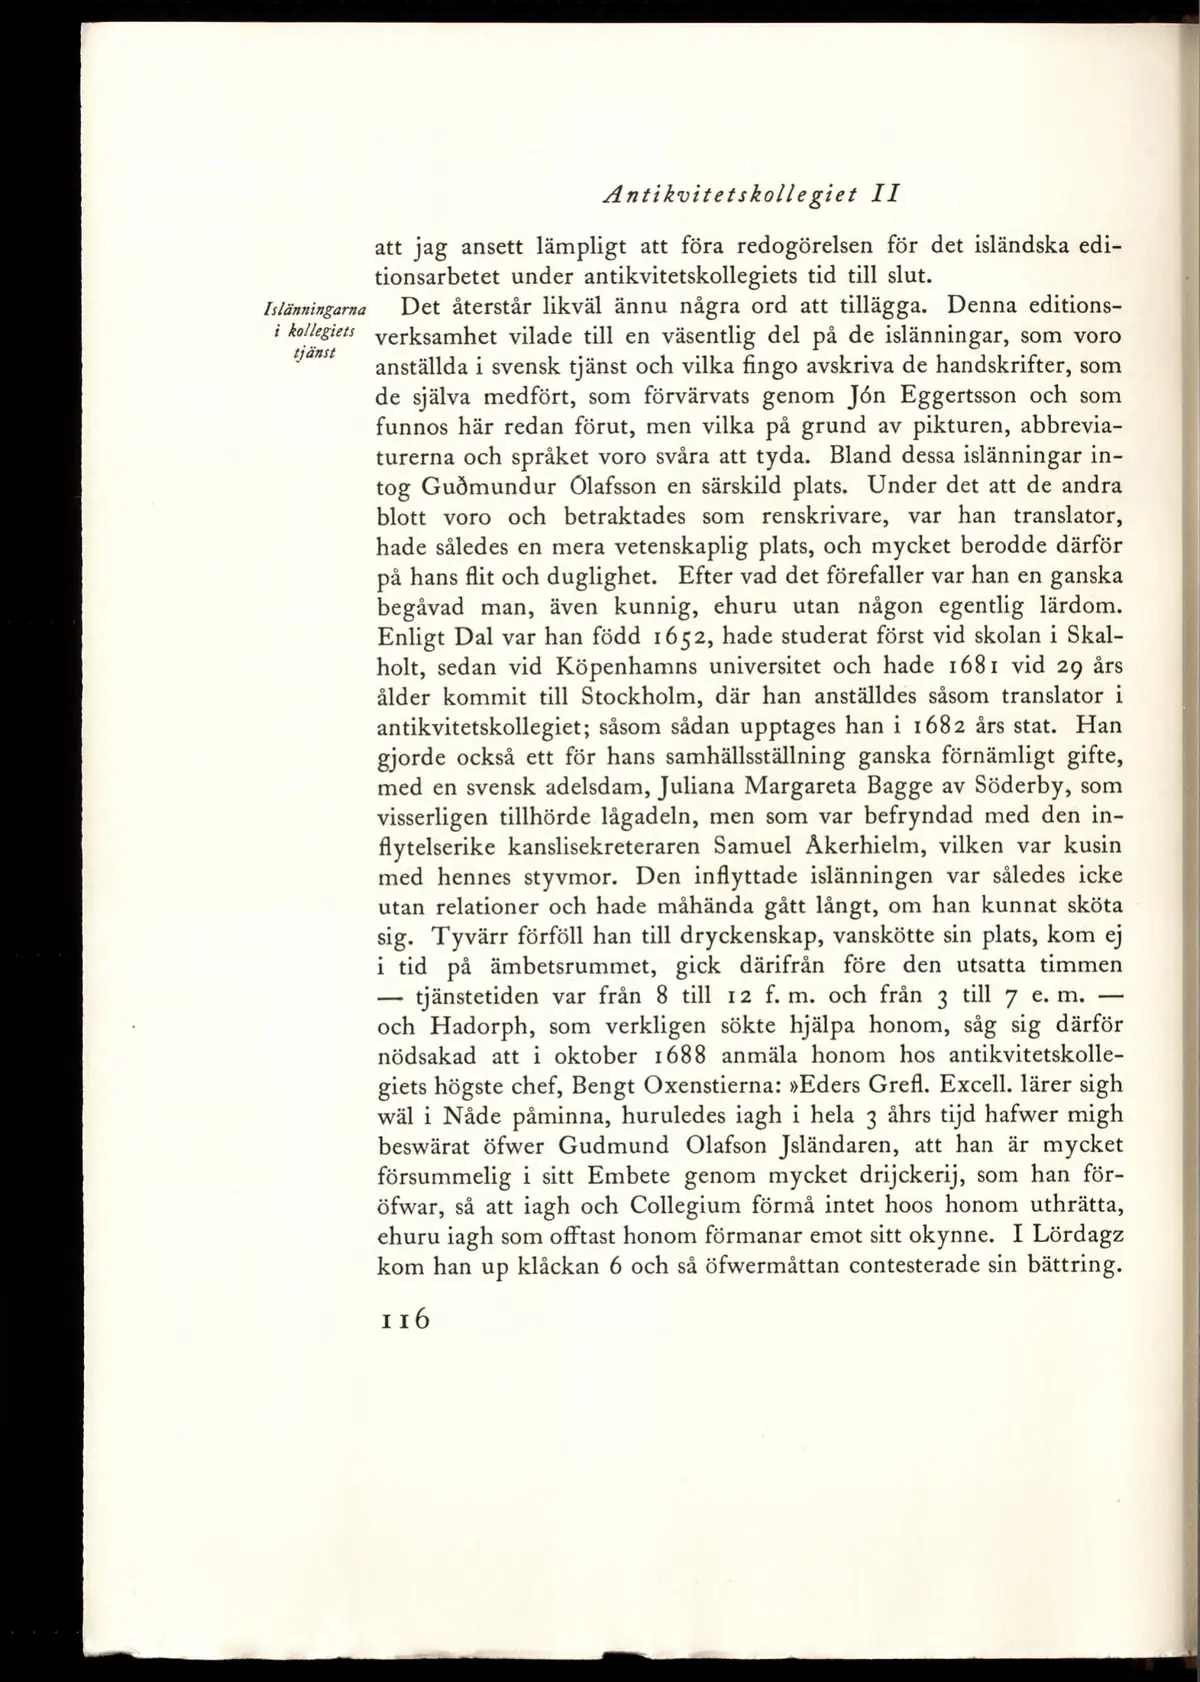 Antikvitetskollegiet II
att jag ansett lämpligt att föra redogörelsen för det isländska edi-
tionsarbetet under antikvitetskollegiets tid till slut.
Islänningarna
i kollegiets
tjänst
Det återstår likväl ännu några ord att tillägga. Denna editions-
verksamhet vilade till en väsentlig del på de islänningar, som voro
anställda i svensk tjänst och vilka fingo avskriva de handskrifter, som
de själva medfört, som förvärvats genom Jón Eggertsson och som
funnos här redan förut, men vilka på grund av pikturen, abbrevia-
turerna och språket voro svåra att tyda. Bland dessa islänningar in-
tog Guðmundur Ólafsson en särskild plats. Under det att de andra
blott voro och betraktades som renskrivare, var han translator,
hade således en mera vetenskaplig plats, och mycket berodde därför
på hans flit och duglighet. Efter vad det förefaller var han en ganska
begåvad man, även kunnig, ehuru utan någon egentlig lärdom.
Enligt Dal var han född 1652, hade studerat först vid skolan i Skal-
holt, sedan vid Köpenhamns universitet och hade 1681 vid 29 års
ålder kommit till Stockholm, där han anställdes såsom translator i
antikvitetskollegiet; såsom sådan upptages han i 1682 års stat. Han
gjorde också ett för hans samhällsställning ganska förnämligt gifte,
med en svensk adelsdam, Juliana Margareta Bagge av Söderby, som
visserligen tillhörde lågadeln, men som var befryndad med den in-
flytelserike kanslisekreteraren Samuel Åkerhielm, vilken var kusin
med hennes styvmor. Den inflyttade islänningen var således icke
utan relationer och hade måhända gått långt, om han kunnat sköta
sig. Tyvärr förföll han till dryckenskap, vanskötte sin plats, kom ej
i tid på ämbetsrummet, gick därifrån före den utsatta timmen
— tjänstetiden var från 8 till 12 f. m. och från 3 till 7 e. m. —
och Hadorph, som verkligen sökte hjälpa honom, såg sig därför
nödsakad att i oktober 1688 anmäla honom hos antikvitetskolle-
giets högste chef, Bengt Oxenstierna: »Eders Grefl. Excell. lärer sigh
wäl i Nåde påminna, huruledes iagh i hela 3 åhrs tijd hafwer migh
beswärat öfwer Gudmund Olafson Jsländaren, att han är mycket
försummelig i sitt Embete genom mycket drijckerij, som han för-
öfwar, så att iagh och Collegium förmå intet hoos honom uthrätta,
ehuru iagh som offtast honom förmanar emot sitt okynne. I Lördagz
kom han up klåckan 6 och så öfwermåttan contesterade sin bättring.
116